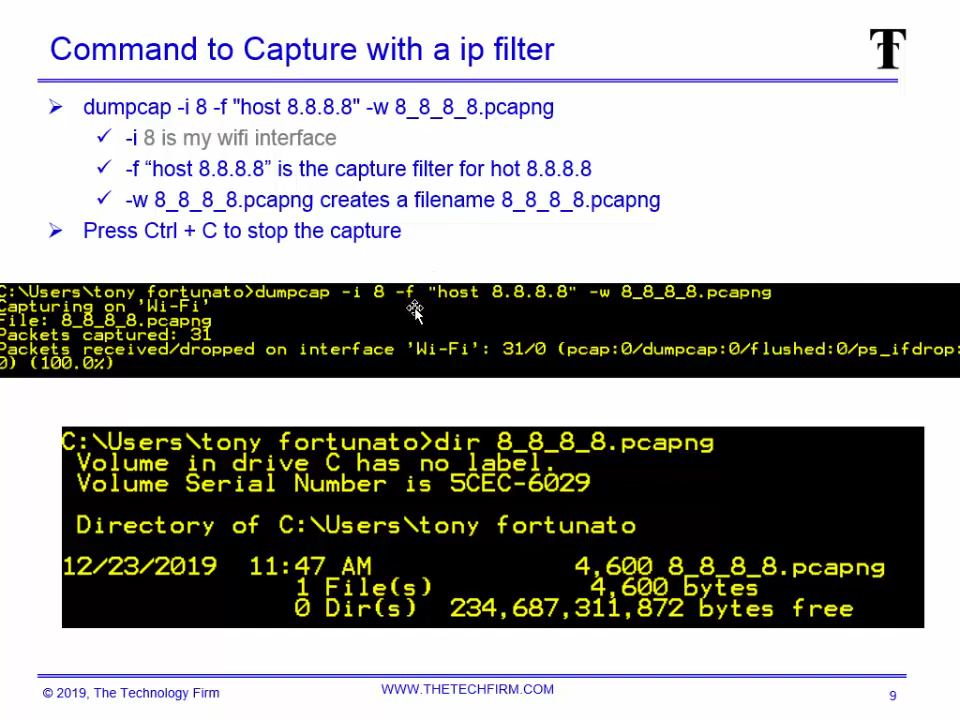 Command to Capture with a ip filter
dumpcap -i 8 -f "host 8.8.8.8" -w 8_8_8_8.pcapng
-i 8 is my wifi interface
-f “host 8.8.8.8” is the capture filter for hot 8.8.8.8
-w 8_8_8_8.pcapng creates a filename 8_8_8_8.pcapng
Press Ctrl + C to stop the capture
C:\Users\tony fortunato>dumpcap -i 8 -f "host 8.8.8.8" -w 8_8_8_8.pcapng
Capturing on 'Wi-Fi'
File: 8_8_8_8.pcapng
Packets captured: 31
Packets received/dropped on interface 'Wi-Fi': 31/0 (pcap:0/dumpcap:0/flushed:0/ps_ifdrop:
0) (100.0%)
C:\Users\tony fortunato>dir 8_8_8_8.pcapng
Volume in drive C has no label.
Volume Serial Number is 5CEC-6029
Directory of C:\Users\tony fortunato
12/23/2019 11:47 AM 4,600 8_8_8_8.pcapng
1 File(s) 4,600 bytes
0 Dir(s) 234,687,311,872 bytes free
© 2019, The Technology Firm
WWW.THETECHFIRM.COM
9